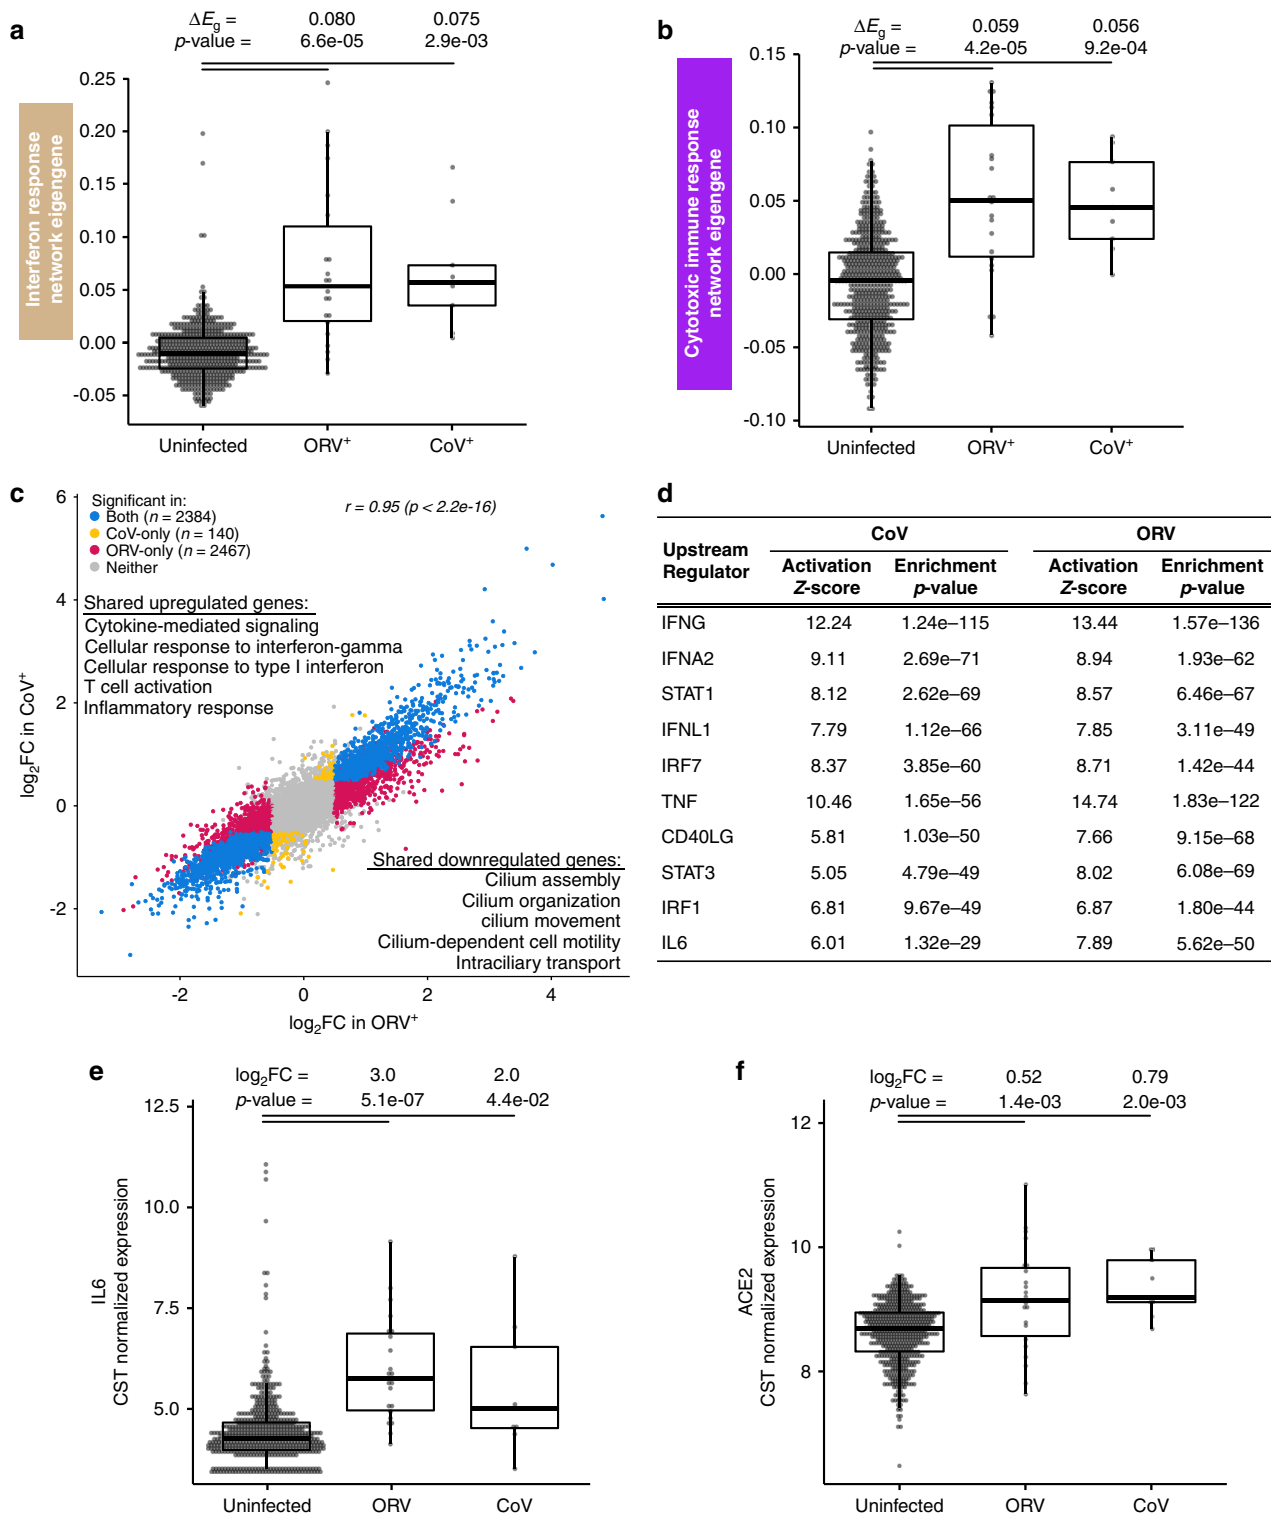 a
ΔEg = 0.080 0.075
p-value = 6.6e-05 2.9e-03
Interferon response
network eigengene
0.25
0.20
0.15
0.10
0.05
0.00
-0.05
Uninfected ORV+ CoV+
b
ΔEg = 0.059 0.056
p-value = 4.2e-05 9.2e-04
Cytotoxic immune response
network eigengene
0.15
0.10
0.05
0.00
-0.05
-0.10
Uninfected ORV+ CoV+
c
Significant in:
Both (n = 2384)
CoV-only (n = 140)
ORV-only (n = 2467)
Neither
r = 0.95 (p < 2.2e-16)
Shared upregulated genes:
Cytokine-mediated signaling
Cellular response to interferon-gamma
Cellular response to type I interferon
T cell activation
Inflammatory response
Shared downregulated genes:
Cilium assembly
Cilium organization
cilium movement
Cilium-dependent cell motility
Intraciliary transport
log2FC in CoV+
6
4
2
0
-2
-2 0 2 4
log2FC in ORV+
d
CoV ORV
Upstream Regulator Activation Z-score Enrichment p-value Activation Z-score Enrichment p-value
IFNG 12.24 1.24e–115 13.44 1.57e–136
IFNA2 9.11 2.69e–71 8.94 1.93e–62
STAT1 8.12 2.62e–69 8.57 6.46e–67
IFNL1 7.79 1.12e–66 7.85 3.11e–49
IRF7 8.37 3.85e–60 8.71 1.42e–44
TNF 10.46 1.65e–56 14.74 1.83e–122
CD40LG 5.81 1.03e–50 7.66 9.15e–68
STAT3 5.05 4.79e–49 8.02 6.08e–69
IRF1 6.81 9.67e–49 6.87 1.80e–44
IL6 6.01 1.32e–29 7.89 5.62e–50
e
log2FC = 3.0 2.0
p-value = 5.1e-07 4.4e-02
IL6
CST normalized expression
12.5
10.0
7.5
5.0
Uninfected ORV CoV
f
log2FC = 0.52 0.79
p-value = 1.4e-03 2.0e-03
ACE2
CST normalized expression
12
10
8
Uninfected ORV CoV